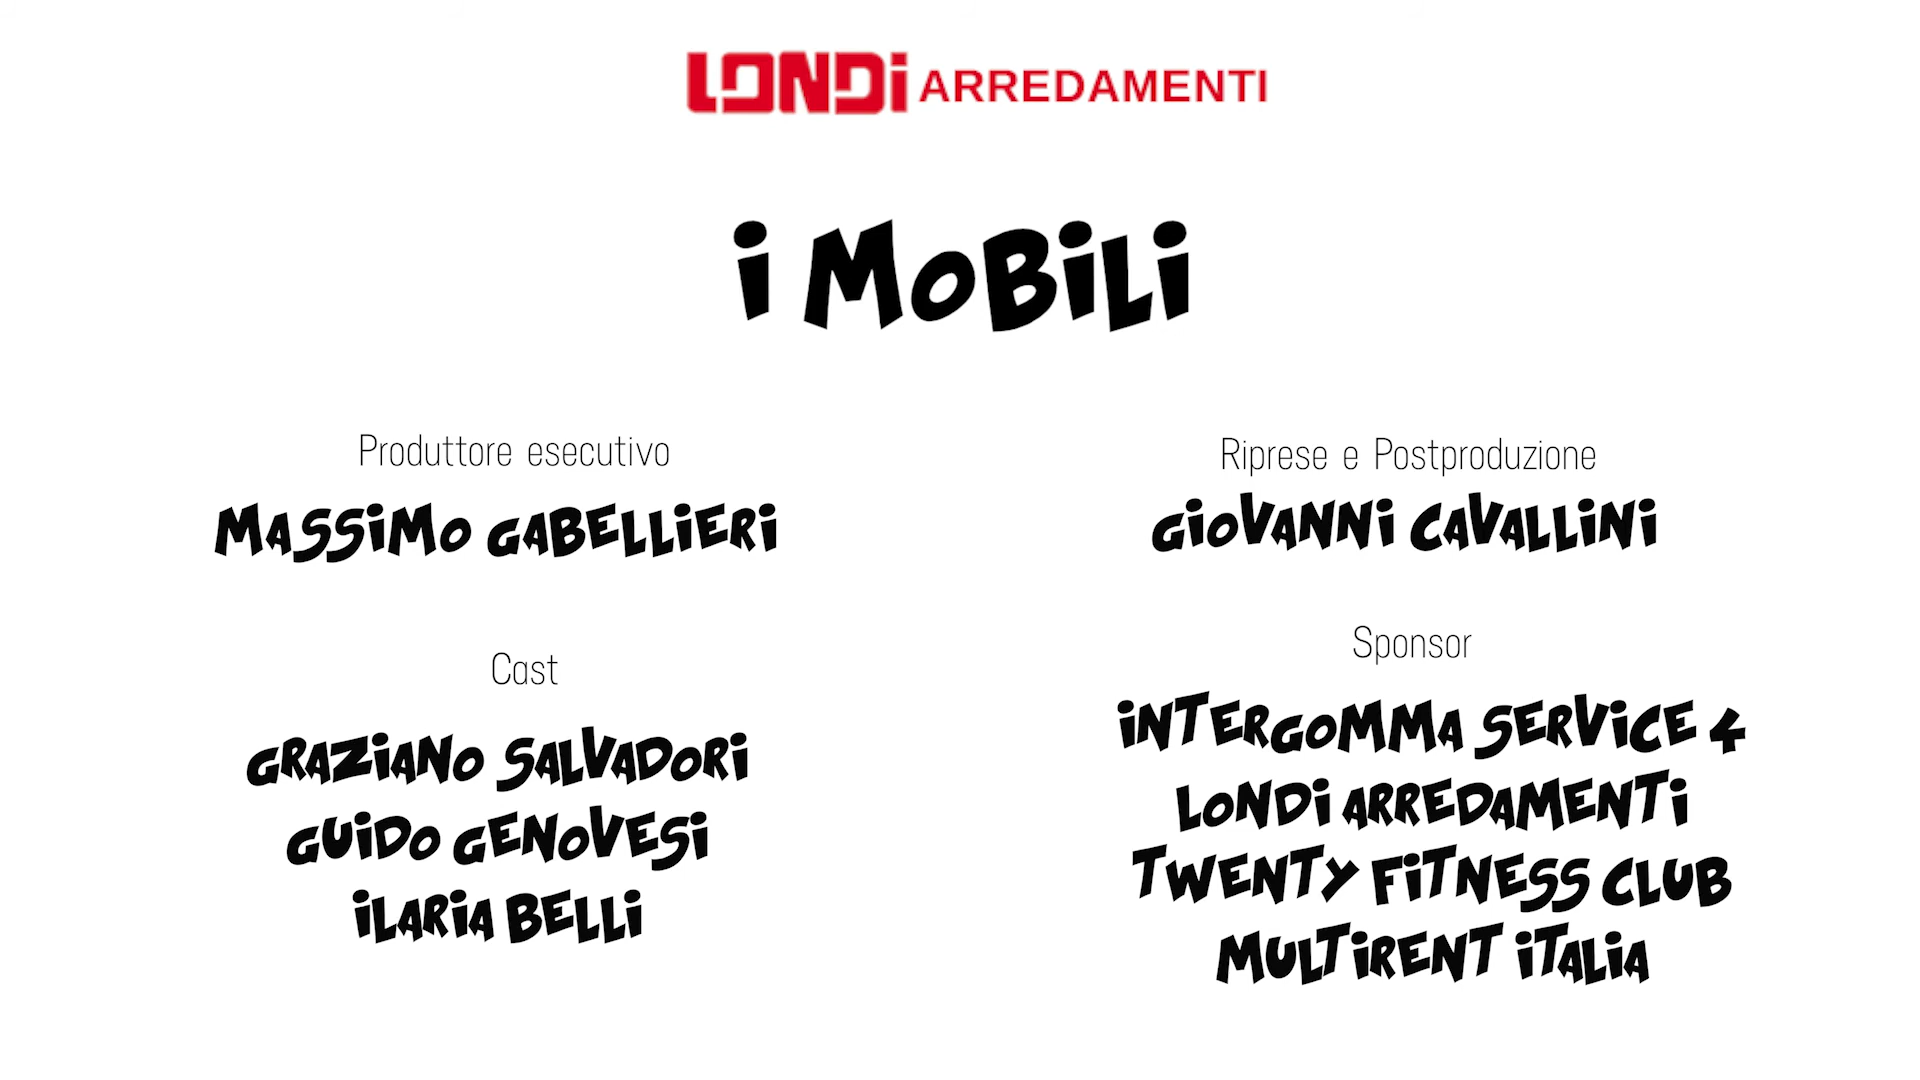 LONDi ARREDAMENTI
i MOBiLi
Produttore esecutivo
MASSiMO GABELLiERi
Cast
GRAZiANO SALVADORi
GUiDO GENOVESi
iLARiA BELLi
Riprese e Postproduzione
GiOVANNi CAVALLiNi
Sponsor
iNTERGOMMA SERViCE 4
LONDi ARREDAMENTi
TWENTY FiTNESS CLUB
MULTiRENT iTALiA